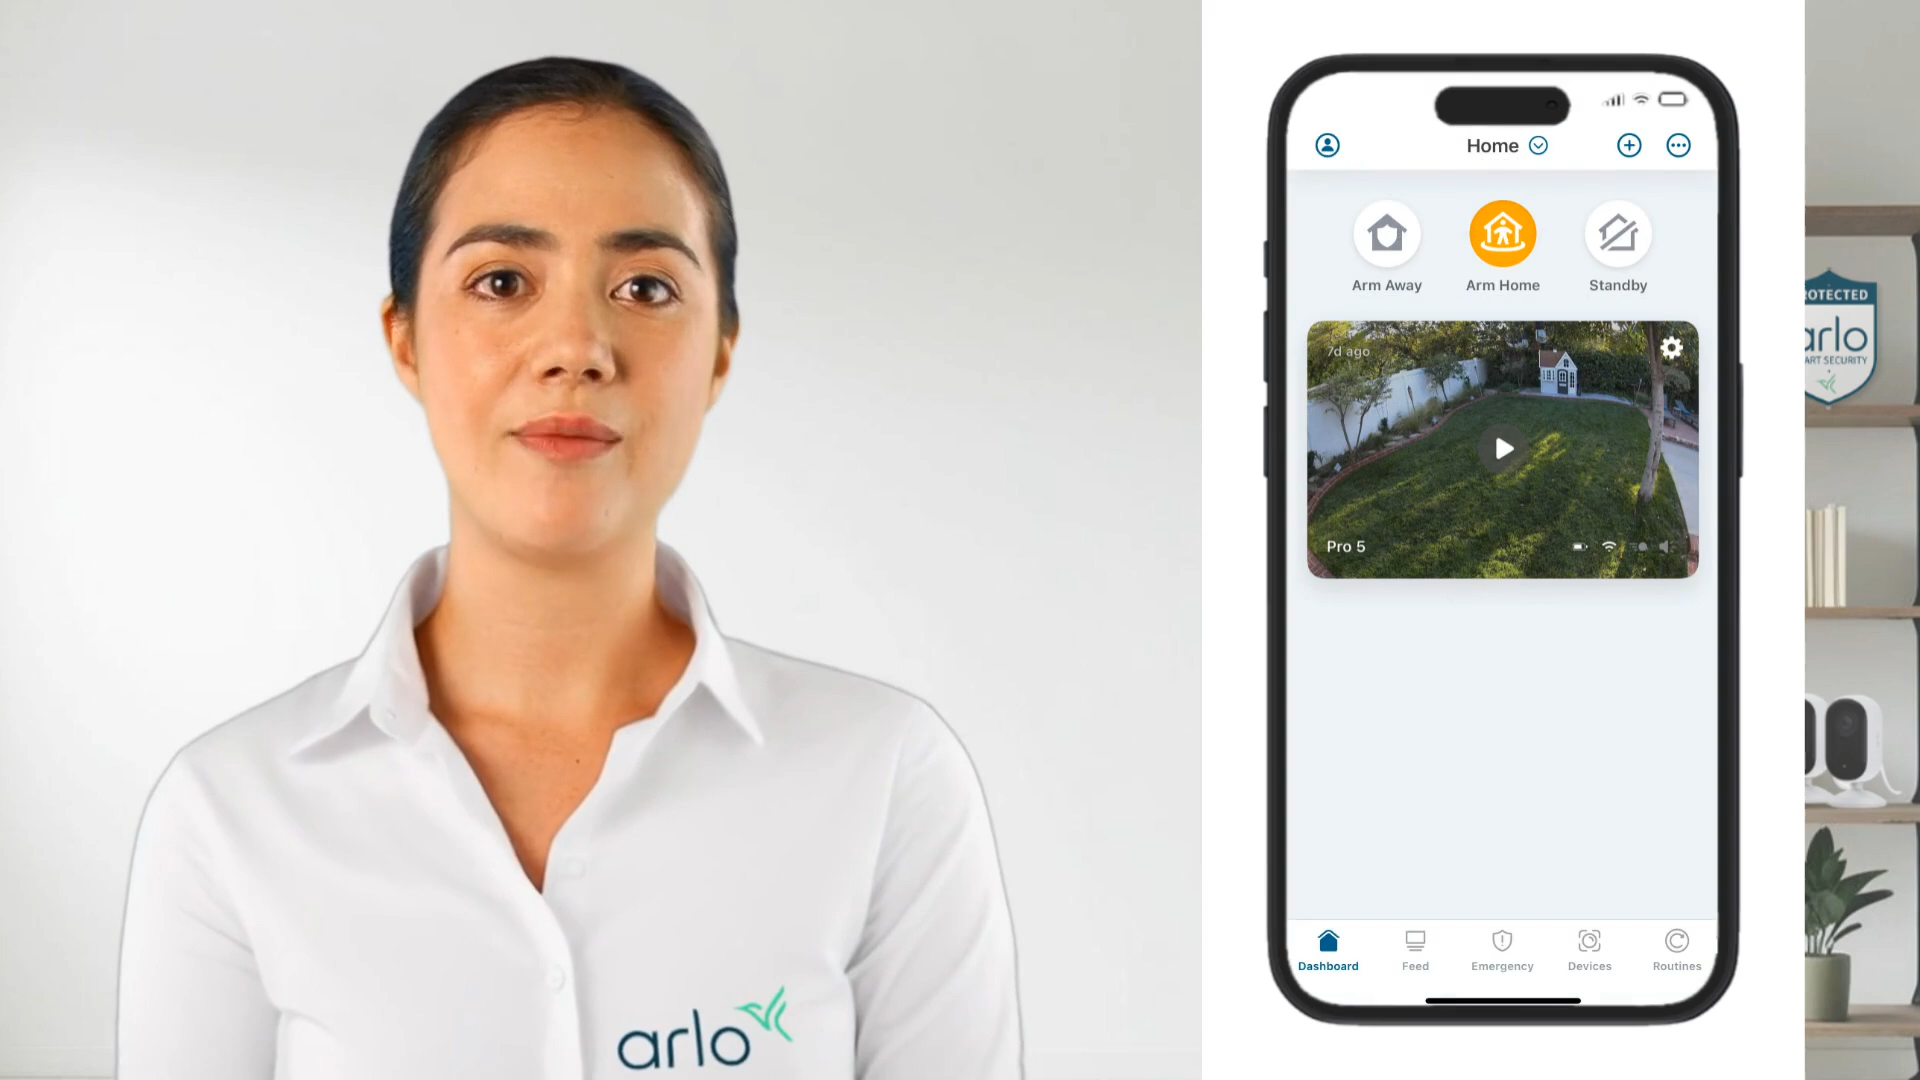 arlo
Home
Arm Away
Arm Home
Standby
7d ago
Pro 5
Dashboard
Feed
Emergency
Devices
Routines
OTECTED
arlo
ART SECURITY